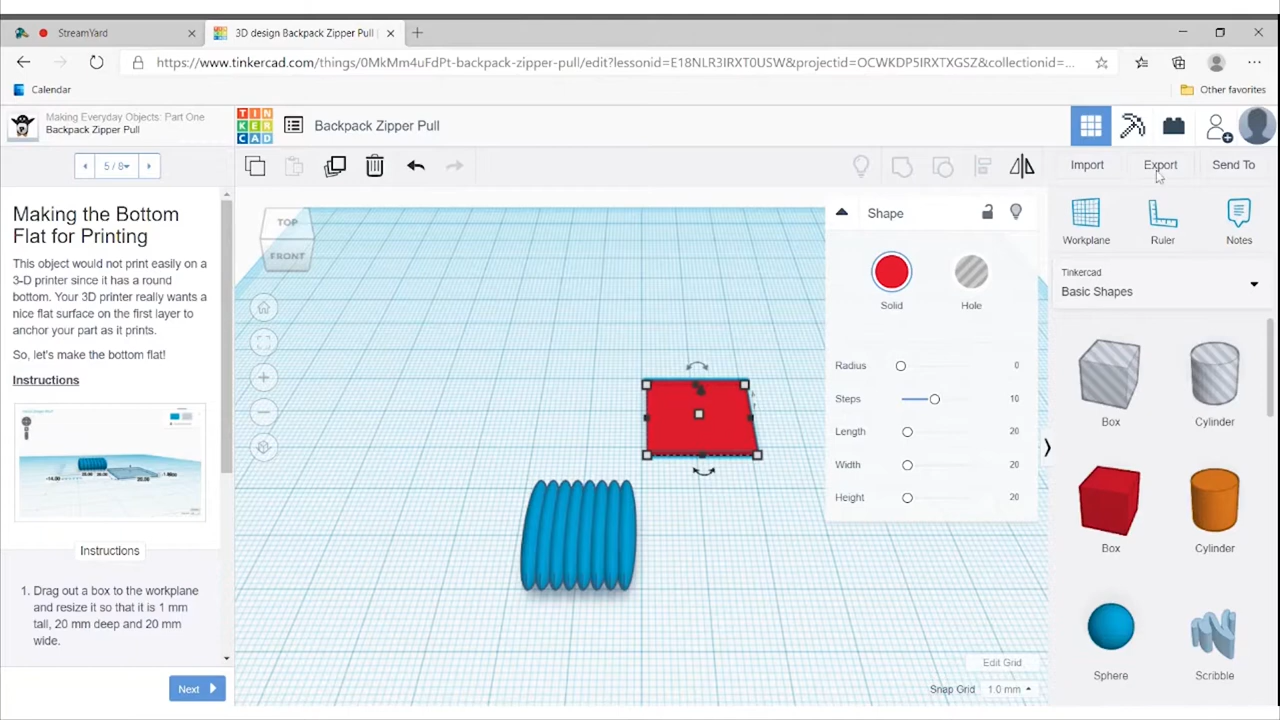 StreamYard
3D design Backpack Zipper Pull |
https://www.tinkercad.com/things/0MkMm4uFdPt-backpack-zipper-pull/edit?lessonid=E18NLR3IRXT0USW&projectid=OCWKDP5IRXTXGSZ&collectionid=...
Calendar
Other favorites
Making Everyday Objects: Part One
Backpack Zipper Pull
TIN
KER
CAD
Backpack Zipper Pull
5 / 8
Import
Export
Send To
Making the Bottom
Flat for Printing
This object would not print easily on a
3-D printer since it has a round
bottom. Your 3D printer really wants a
nice flat surface on the first layer to
anchor your part as it prints.
So, let's make the bottom flat!
Instructions
Instructions
1. Drag out a box to the workplane
and resize it so that it is 1 mm
tall, 20 mm deep and 20 mm
wide.
Next
TOP
FRONT
Shape
Solid
Hole
Radius 0
Steps 10
Length 20
Width 20
Height 20
Edit Grid
Snap Grid 1.0 mm
Workplane
Ruler
Notes
Tinkercad
Basic Shapes
Box
Cylinder
Box
Cylinder
Sphere
Scribble